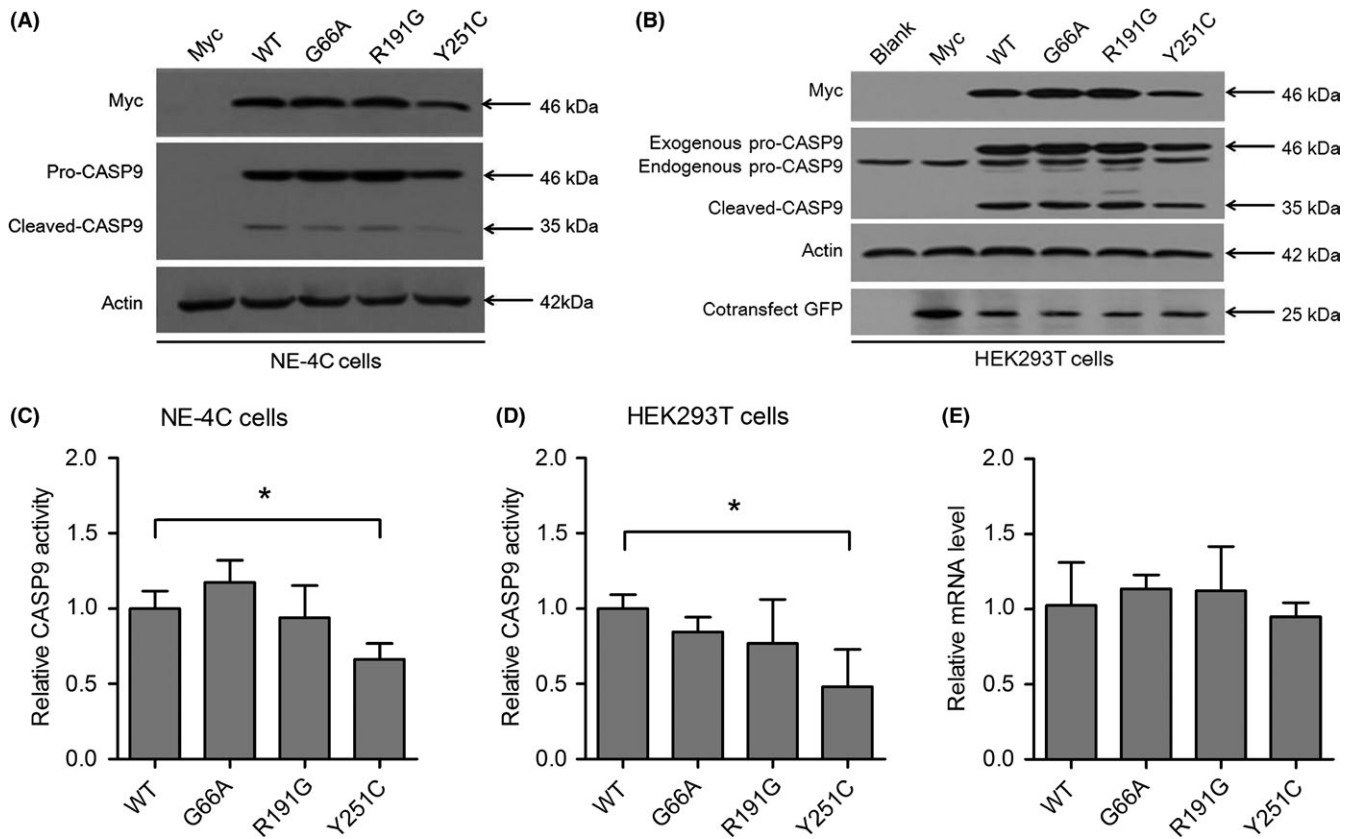 (A)
Myc WT G66A R191G Y251C
Myc 46 kDa
Pro-CASP9 46 kDa
Cleaved-CASP9 35 kDa
Actin 42kDa
NE-4C cells
(B)
Blank Myc WT G66A R191G Y251C
Myc 46 kDa
Exogenous pro-CASP9 46 kDa
Endogenous pro-CASP9
Cleaved-CASP9 35 kDa
Actin 42 kDa
Cotransfect GFP 25 kDa
HEK293T cells
(C) NE-4C cells
Relative CASP9 activity
2.0
1.5
1.0
0.5
0.0
*
WT G66A R191G Y251C
(D) HEK293T cells
Relative CASP9 activity
2.0
1.5
1.0
0.5
0.0
*
WT G66A R191G Y251C
(E)
Relative mRNA level
2.0
1.5
1.0
0.5
0.0
WT G66A R191G Y251C